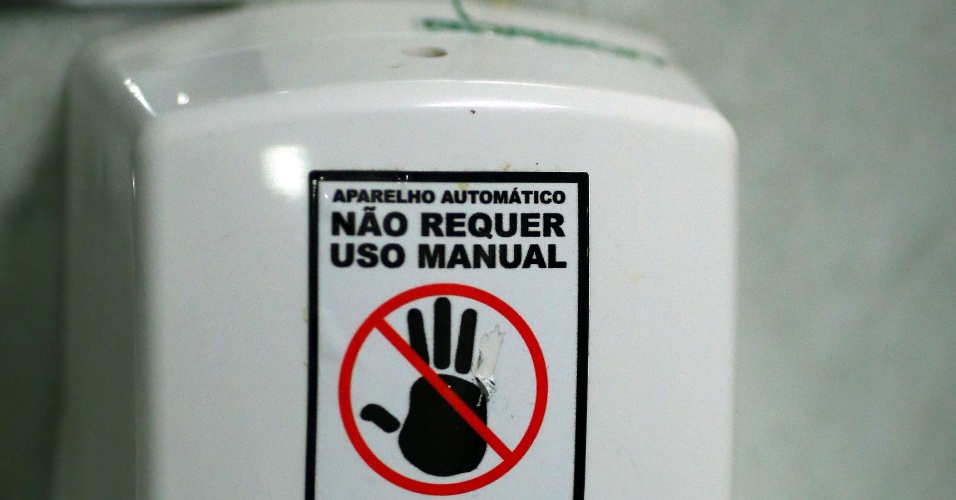 APARELHO AUTOMÁTICO
NÃO REQUER
USO MANUAL